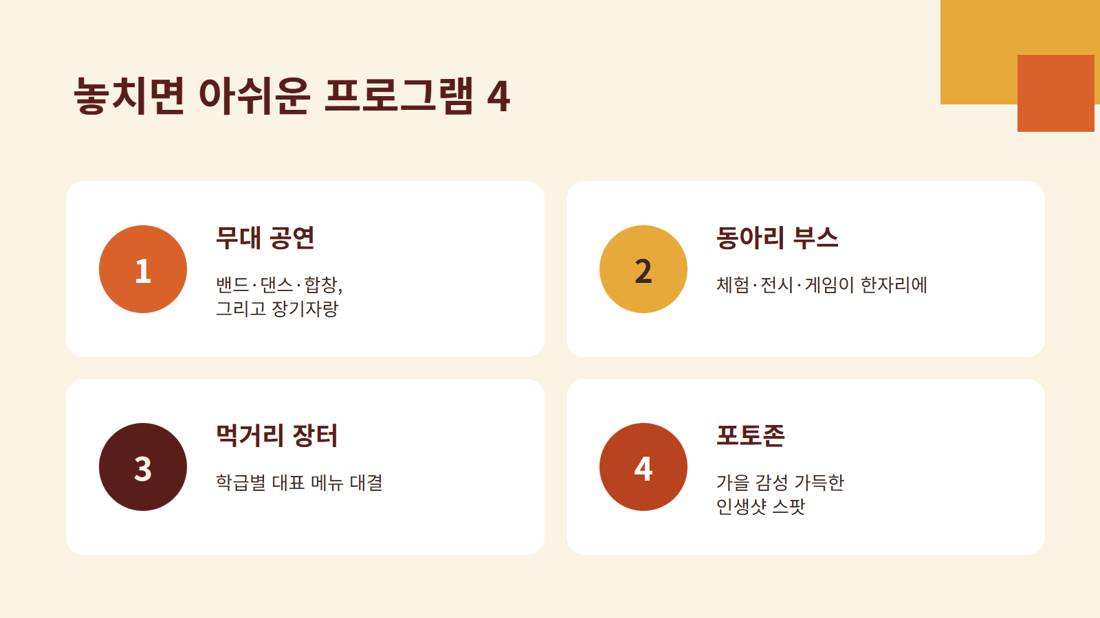 놓치면 아쉬운 프로그램 4
1
무대 공연
밴드·댄스·합창,
그리고 장기자랑
2
동아리 부스
체험·전시·게임이 한자리에
3
먹거리 장터
학급별 대표 메뉴 대결
4
포토존
가을 감성 가득한
인생샷 스팟